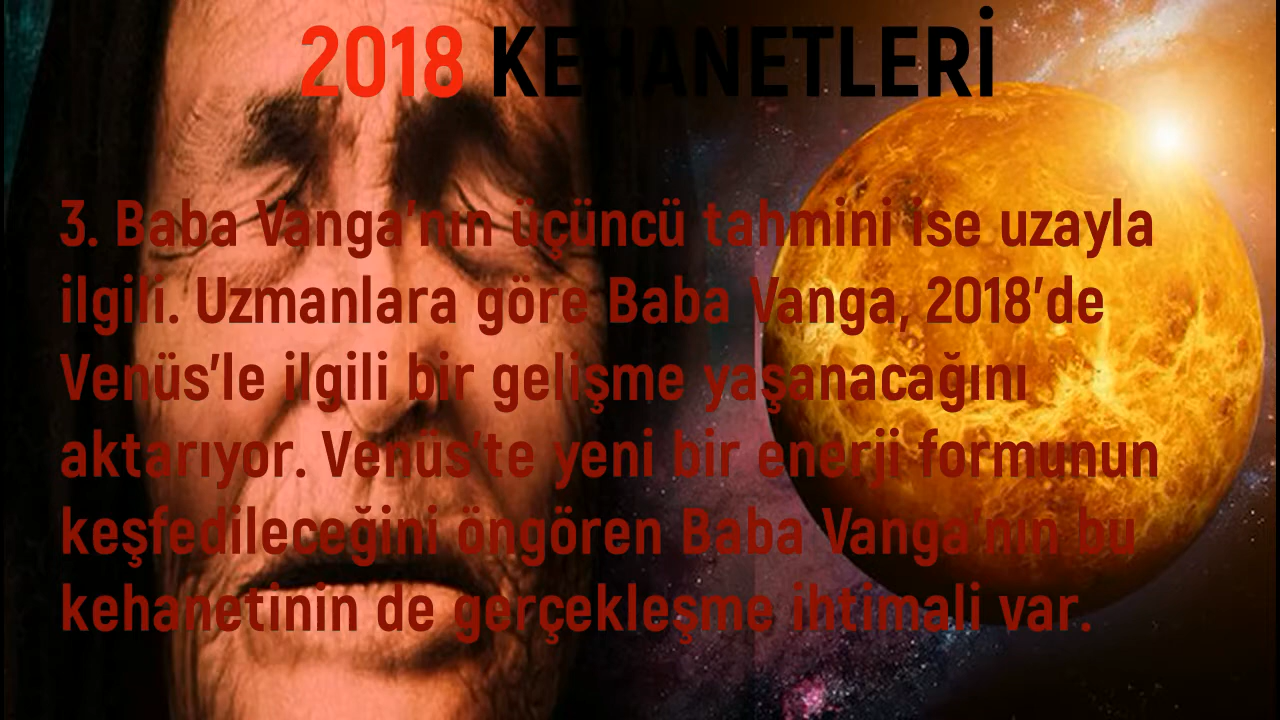 2018 KEHANETLERİ
3. Baba Vanga'nın üçüncü tahmini ise uzayla
ilgili. Uzmanlara göre Baba Vanga, 2018'de
Venüs'le ilgili bir gelişme yaşanacağını
aktarıyor. Venüs'te yeni bir enerji formunun
keşfedileceğini öngören Baba Vanga'nın bu
kehanetinin de gerçekleşme ihtimali var.